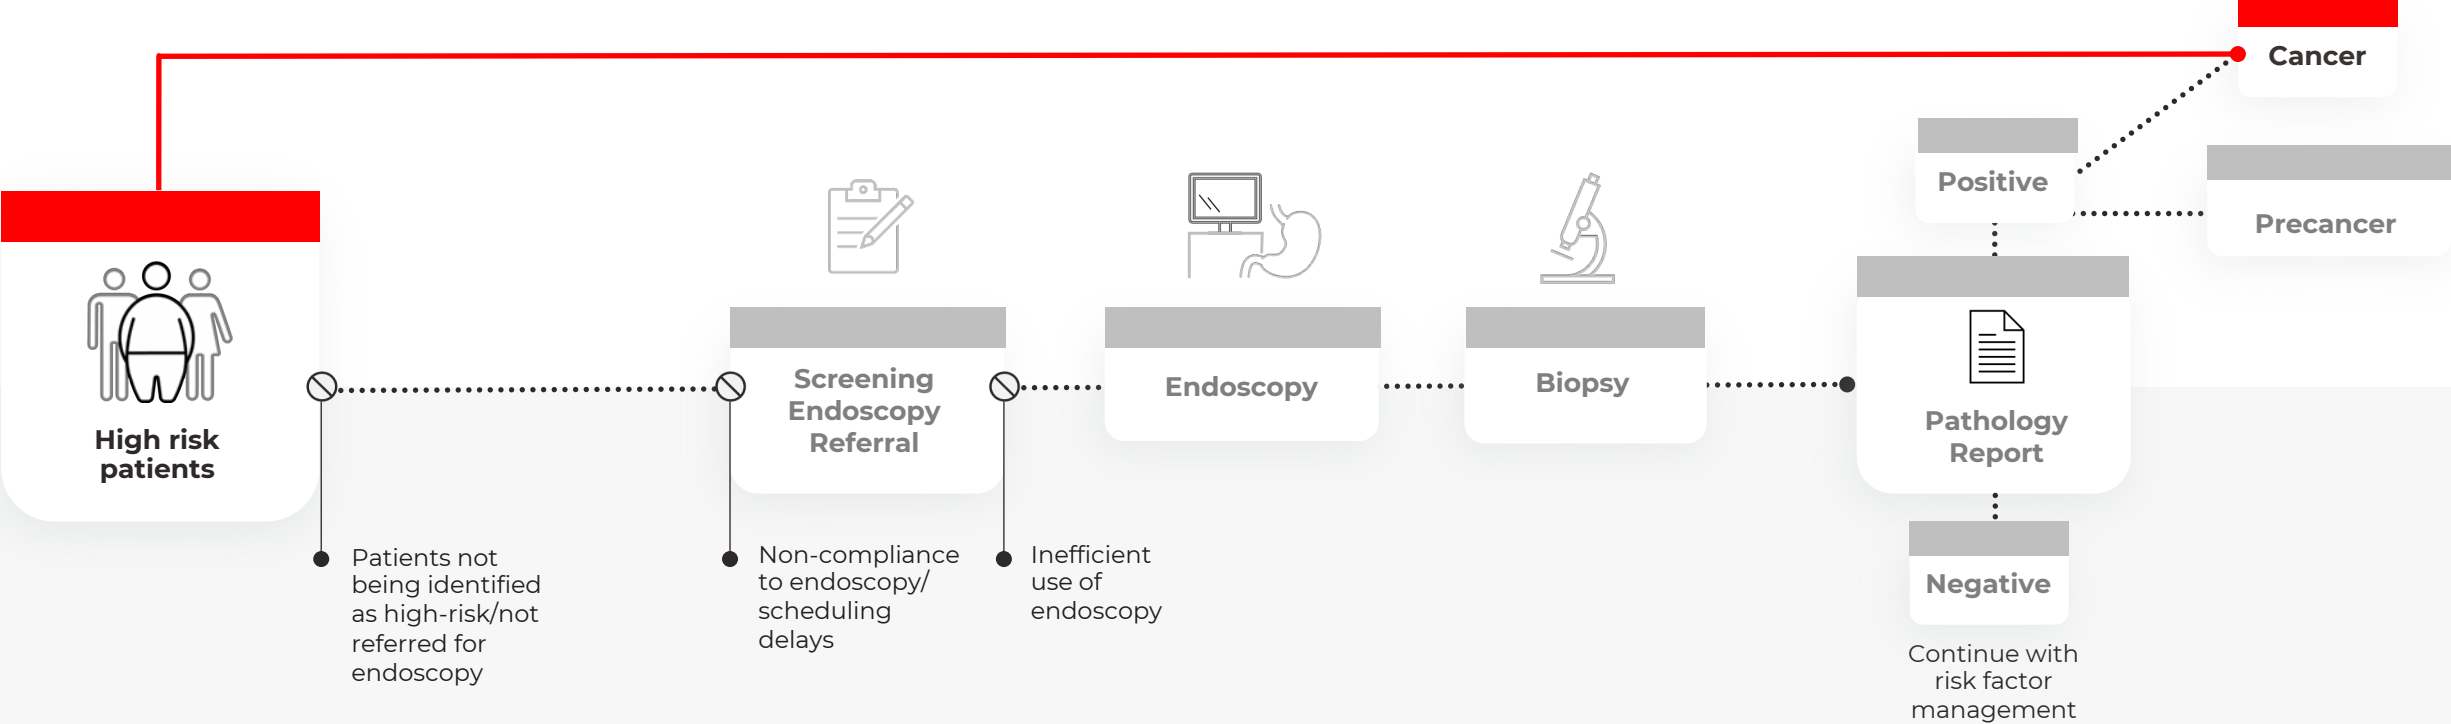 Cancer
Positive
Precancer
High risk
patients
Screening
Endoscopy
Referral
Endoscopy
Biopsy
Pathology
Report
Negative
Patients not
being identified
as high-risk/not
referred for
endoscopy
Non-compliance
to endoscopy/
scheduling
delays
Inefficient
use of
endoscopy
Continue with
risk factor
management